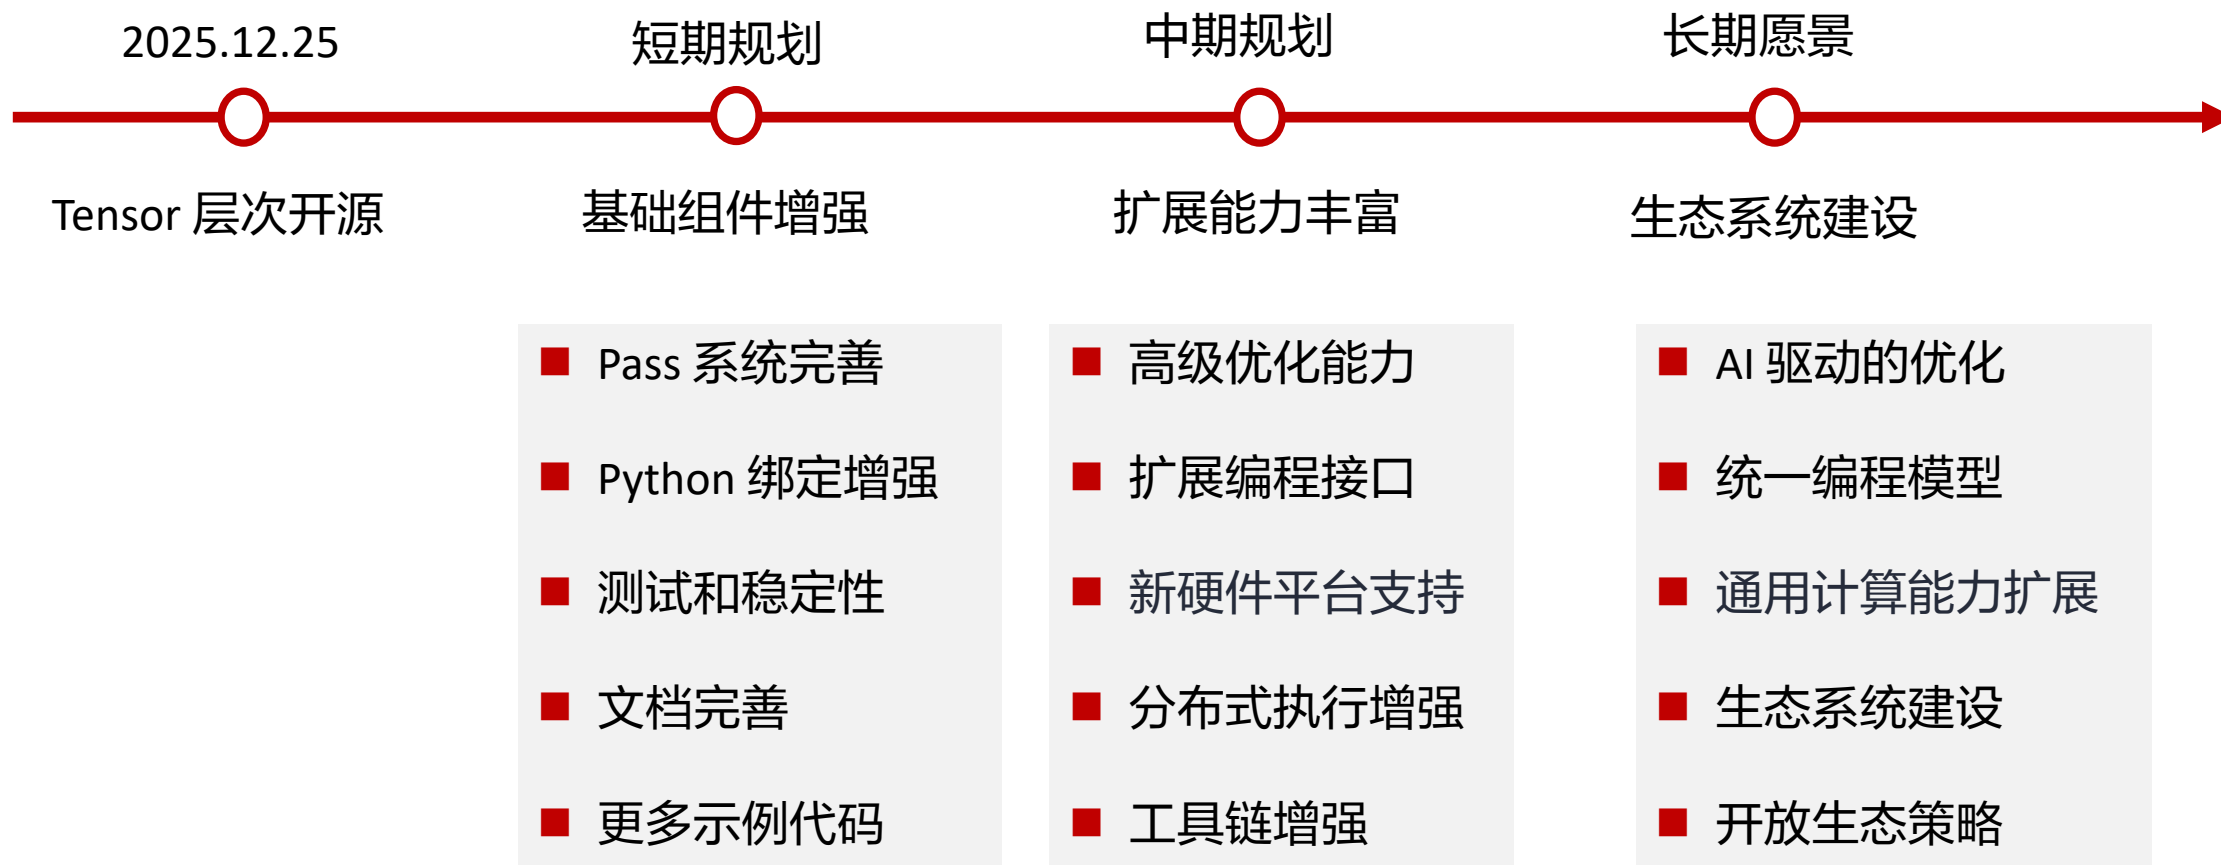 2025.12.25
短期规划
中期规划
长期愿景
Tensor 层次开源
基础组件增强
扩展能力丰富
生态系统建设
Pass 系统完善
Python 绑定增强
测试和稳定性
文档完善
更多示例代码
高级优化能力
扩展编程接口
新硬件平台支持
分布式执行增强
工具链增强
AI 驱动的优化
统一编程模型
通用计算能力扩展
生态系统建设
开放生态策略